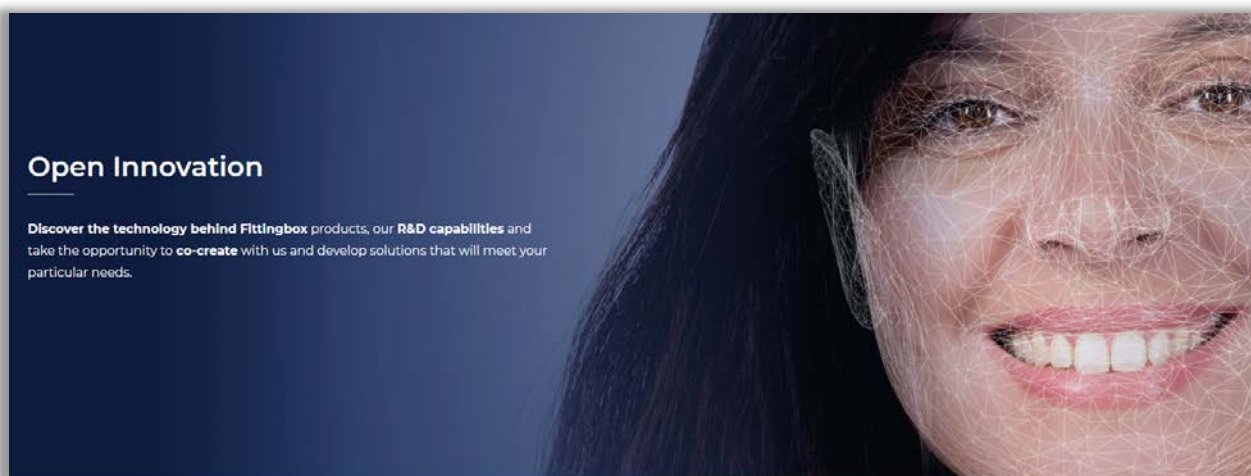 Open Innovation
Discover the technology behind Fittingbox products, our R&D capabilities and
take the opportunity to co-create with us and develop solutions that will meet your
particular needs.